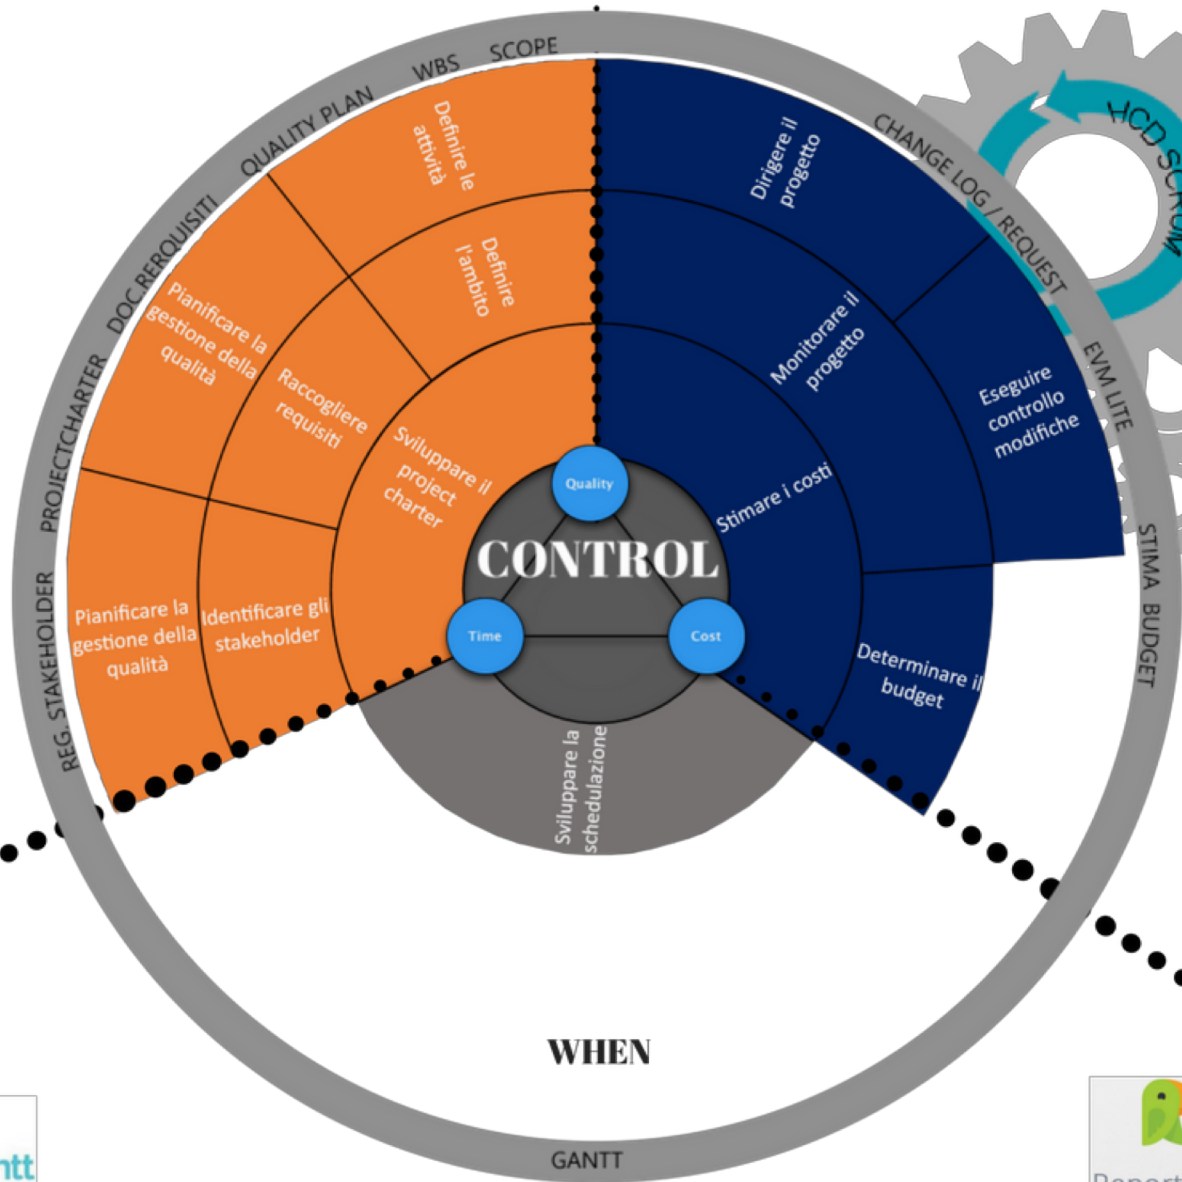 SCOPE
WBS
QUALITY PLAN
DOC.RERQUISITI
PROJECTCHARTER
REG. STAKEHOLDER
CHANGE LOG / REQUEST
EVM LITE
STIMA BUDGET
GANTT
HCD SCRUM
Definire le
attività
Definire
l'ambito
Pianificare la
gestione della
qualità
Raccogliere
requisiti
Sviluppare il
project
charter
Pianificare la
gestione della
qualità
Identificare gli
stakeholder
Dirigere il
progetto
Monitorare il
progetto
Eseguire
controllo
modifiche
Stimare i costi
Determinare il
budget
Quality
CONTROL
Time
Cost
Sviluppare la
schedulazione
WHEN
ntt
Report